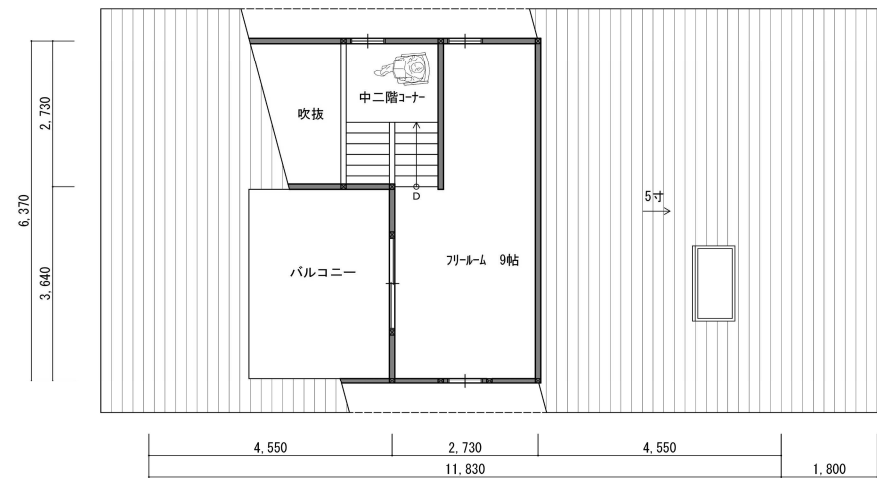 2,730
6,370
3,640
吹抜
中二階ｺｰﾅｰ
D
5寸
バルコニー
ﾌﾘｰﾙｰﾑ 9帖
4,550
2,730
4,550
11,830
1,800